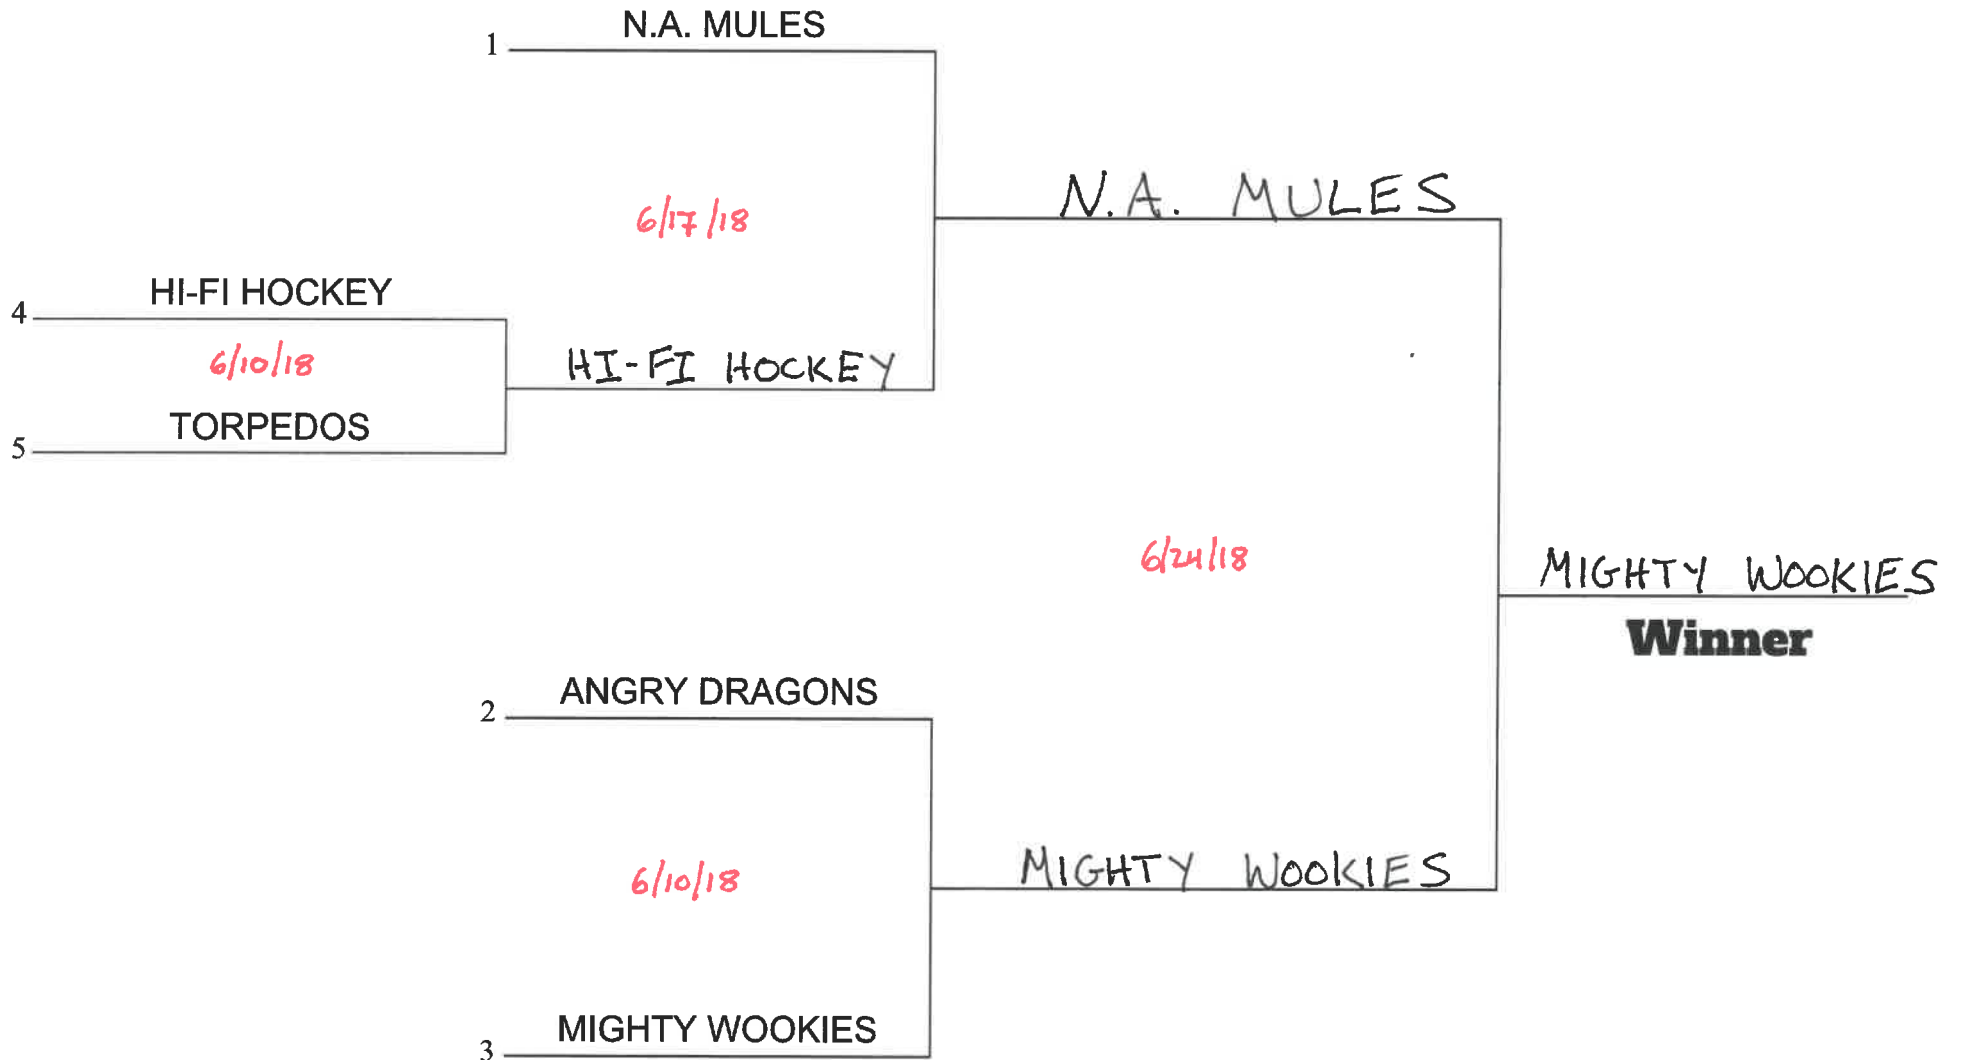 N.A. MULES
1
N.A. MULES
6/17/18
HI-FI HOCKEY
4
6/10/18
HI-FI HOCKEY
TORPEDOS
5
6/24/18
MIGHTY WOOKIES
Winner
ANGRY DRAGONS
2
6/10/18
MIGHTY WOOKIES
MIGHTY WOOKIES
3